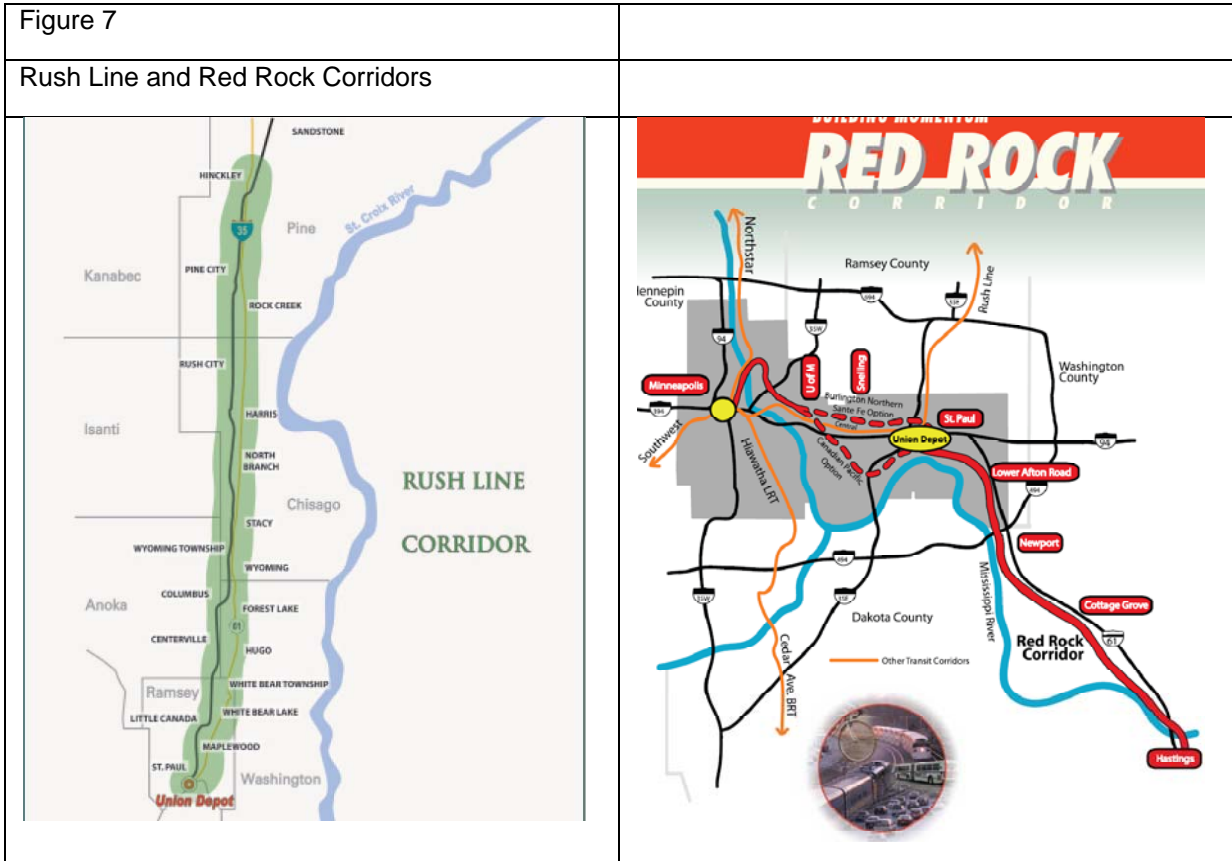 Figure 7
Rush Line and Red Rock Corridors
SANDSTONE
HINCKLEY
35
Pine
St. Croix River
Kanabec
PINE CITY
ROCK CREEK
RUSH CITY
HARRIS
Isanti
NORTH
BRANCH
Chisago
RUSH LINE
CORRIDOR
STACY
WYOMING TOWNSHIP
WYOMING
COLUMBUS
Anoka
FOREST LAKE
61
CENTERVILLE
HUGO
WHITE BEAR TOWNSHIP
Ramsey
LITTLE CANADA
WHITE BEAR LAKE
MAPLEWOOD
ST. PAUL
Washington
Union Depot
BUILDING MOMENTUM
RED ROCK
CORRIDOR
Northstar
Ramsey County
Rush Line
ennepin
County
694
35E
35W
94
Washington
County
Minneapolis
U of M
Snelling
394
Burlington Northern
Sante Fe Option
Central
St. Paul
Union Depot
94
Southwest
Hiawatha LRT
Canadian Pacific
Option
Lower Afton Road
494
Newport
494
Mississippi River
35W
35E
Cottage Grove
Dakota County
61
Red Rock
Corridor
Other Transit Corridors
Cedar Ave. BRT
Hastings